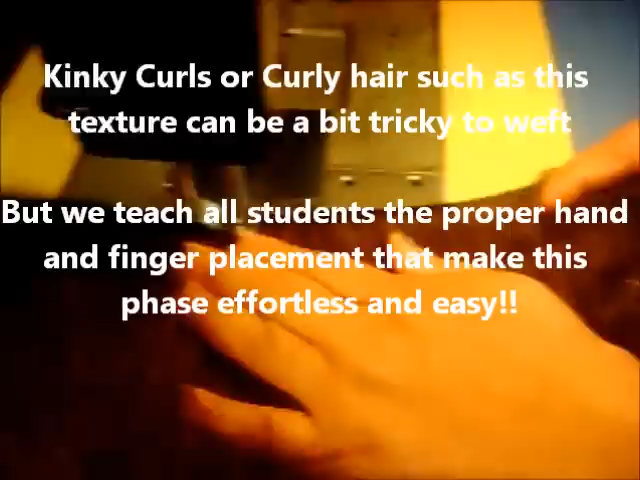 Kinky Curls or Curly hair such as this
texture can be a bit tricky to weft
But we teach all students the proper hand
and finger placement that make this
phase effortless and easy!!